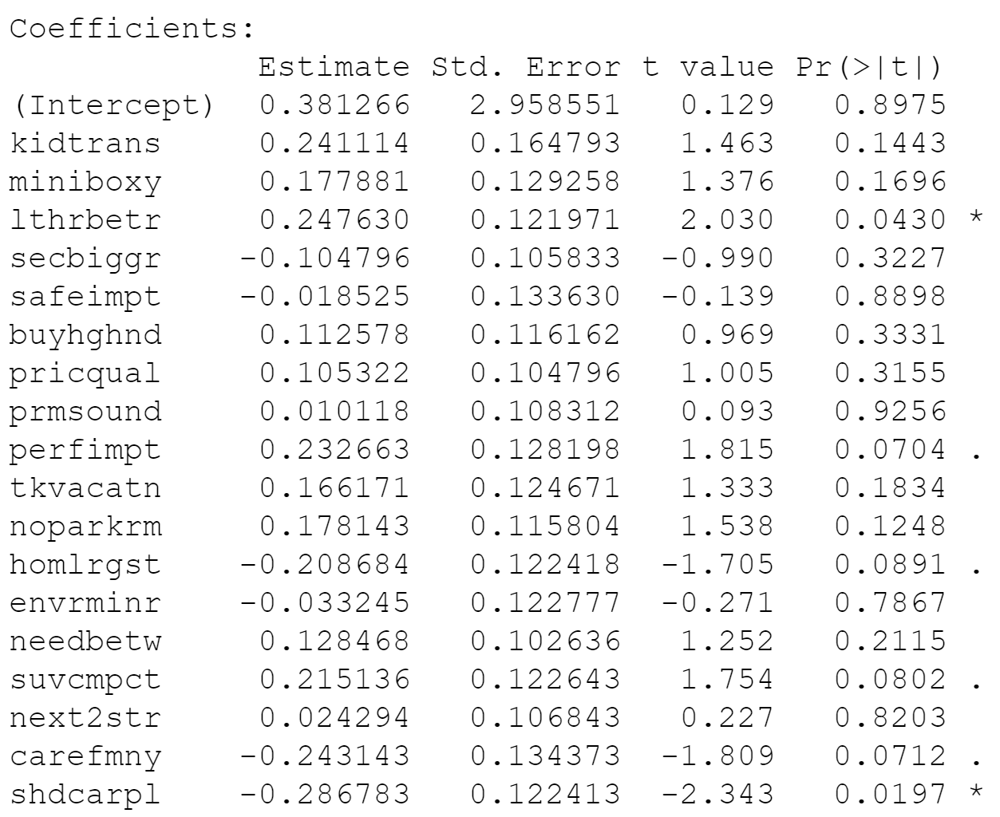 Coefficients:
Estimate Std. Error t value Pr(>|t|)
(Intercept) 0.381266 2.958551 0.129 0.8975
kidtrans 0.241114 0.164793 1.463 0.1443
miniboxy 0.177881 0.129258 1.376 0.1696
lthrbetr 0.247630 0.121971 2.030 0.0430 *
secbiggr -0.104796 0.105833 -0.990 0.3227
safeimpt -0.018525 0.133630 -0.139 0.8898
buyhghnd 0.112578 0.116162 0.969 0.3331
pricqual 0.105322 0.104796 1.005 0.3155
prmsound 0.010118 0.108312 0.093 0.9256
perfimpt 0.232663 0.128198 1.815 0.0704 .
tkvacatn 0.166171 0.124671 1.333 0.1834
noparkrm 0.178143 0.115804 1.538 0.1248
homlrgst -0.208684 0.122418 -1.705 0.0891 .
envrminr -0.033245 0.122777 -0.271 0.7867
needbetw 0.128468 0.102636 1.252 0.2115
suvcmpct 0.215136 0.122643 1.754 0.0802 .
next2str 0.024294 0.106843 0.227 0.8203
carefmny -0.243143 0.134373 -1.809 0.0712 .
shdcarpl -0.286783 0.122413 -2.343 0.0197 *